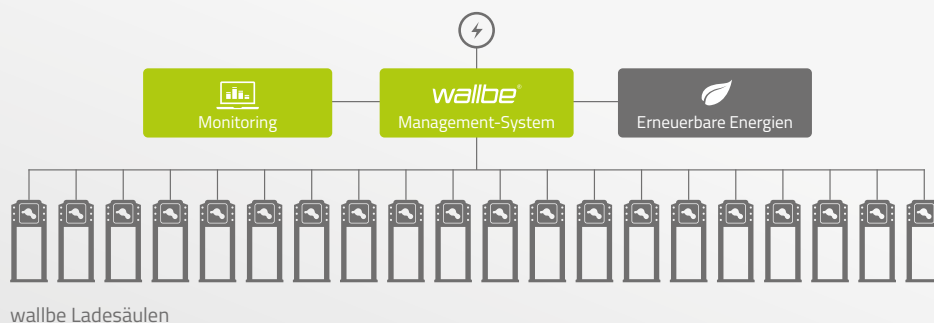 Monitoring
wallbe®
Management-System
Erneuerbare Energien
wallbe Ladesäulen